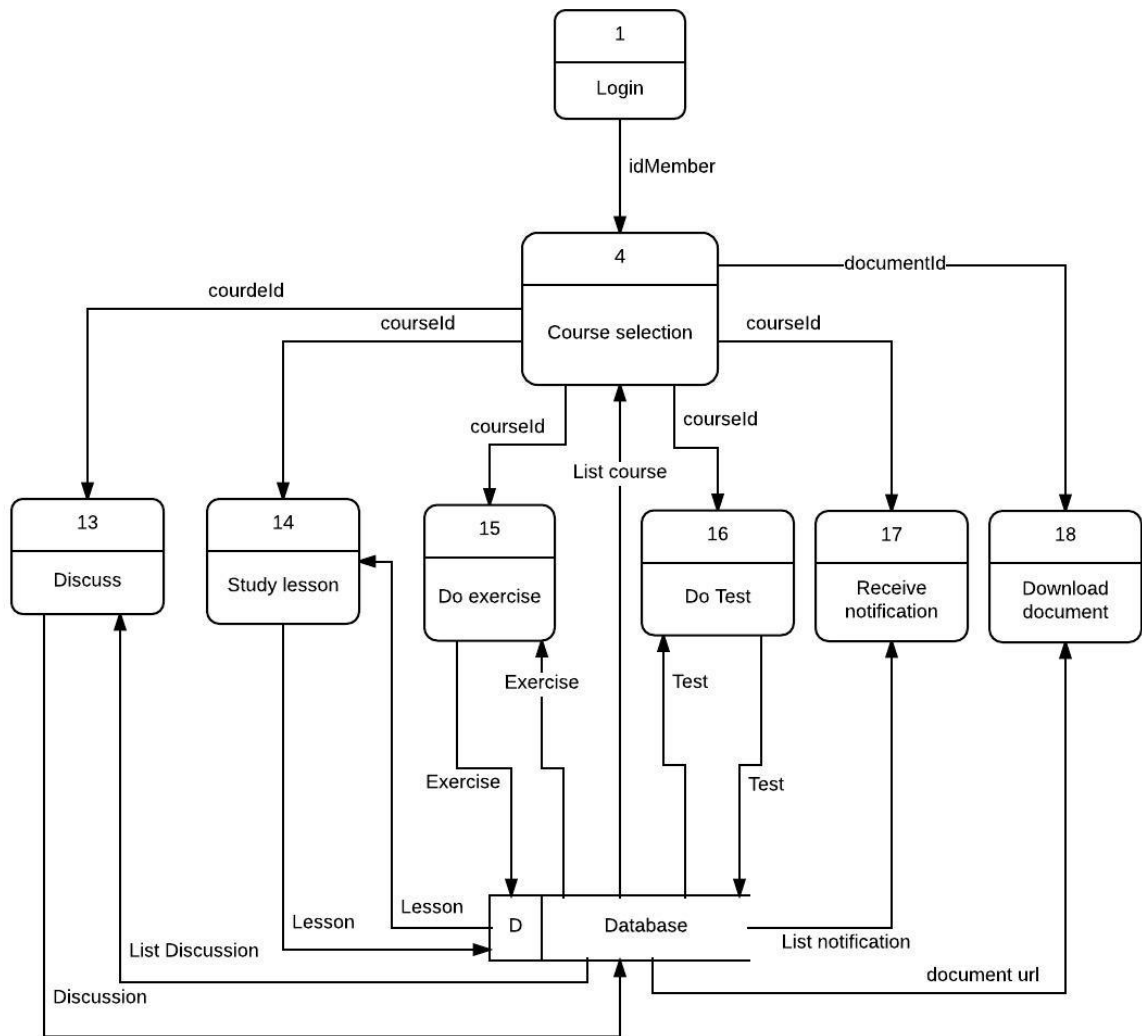 1
Login
idMember
4
Course selection
documentId
courdeId
courseId
courseId
courseId
courseId
List course
13
Discuss
14
Study lesson
15
Do exercise
16
Do Test
17
Receive
notification
18
Download
document
Exercise
Test
Exercise
Test
Lesson
Lesson
D
Database
List notification
List Discussion
document url
Discussion